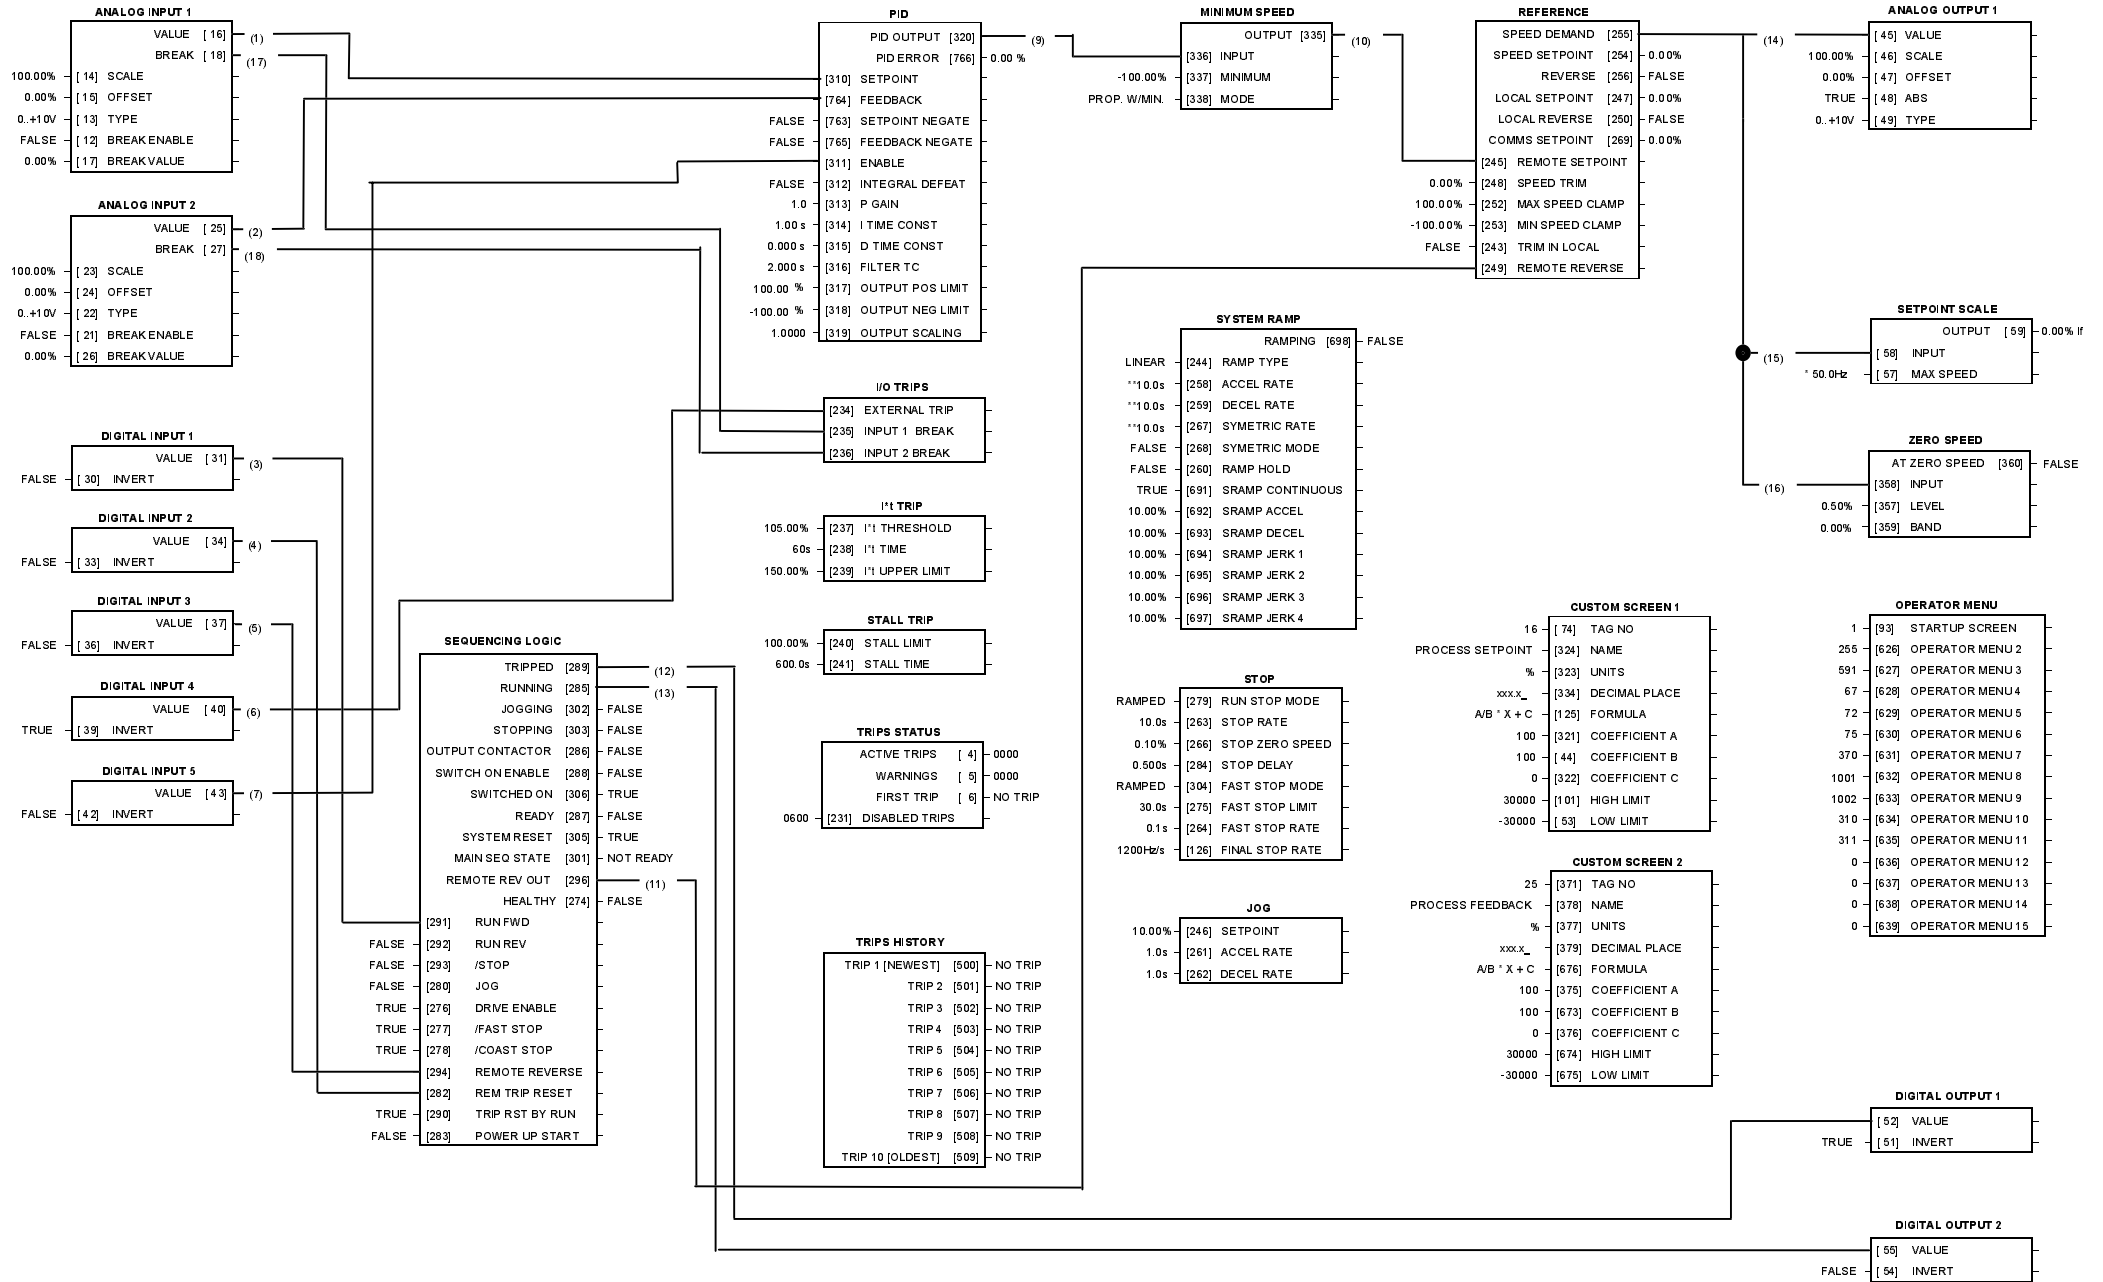 ANALOG INPUT 1
VALUE [ 16] (1)
BREAK [ 18] (17)
100.00% [ 14] SCALE
0.00% [ 15] OFFSET
0..+10V [ 13] TYPE
FALSE [ 12] BREAK ENABLE
0.00% [ 17] BREAK VALUE
ANALOG INPUT 2
VALUE [ 25] (2)
BREAK [ 27] (18)
100.00% [ 23] SCALE
0.00% [ 24] OFFSET
0..+10V [ 22] TYPE
FALSE [ 21] BREAK ENABLE
0.00% [ 26] BREAK VALUE
DIGITAL INPUT 1
VALUE [ 31] (3)
FALSE [ 30] INVERT
DIGITAL INPUT 2
VALUE [ 34] (4)
FALSE [ 33] INVERT
DIGITAL INPUT 3
VALUE [ 37] (5)
FALSE [ 36] INVERT
DIGITAL INPUT 4
VALUE [ 40] (6)
TRUE [ 39] INVERT
DIGITAL INPUT 5
VALUE [ 43] (7)
FALSE [ 42] INVERT
SEQUENCING LOGIC
TRIPPED [289] (12)
RUNNING [285] (13)
JOGGING [302] FALSE
STOPPING [303] FALSE
OUTPUT CONTACTOR [286] FALSE
SWITCH ON ENABLE [288] FALSE
SWITCHED ON [306] TRUE
READY [287] FALSE
SYSTEM RESET [305] TRUE
MAIN SEQ STATE [301] NOT READY
REMOTE REV OUT [296] (11)
HEALTHY [274] FALSE
[291] RUN FWD
FALSE [292] RUN REV
FALSE [293] /STOP
FALSE [280] JOG
TRUE [276] DRIVE ENABLE
TRUE [277] /FAST STOP
TRUE [278] /COAST STOP
[294] REMOTE REVERSE
[282] REM TRIP RESET
TRUE [290] TRIP RST BY RUN
FALSE [283] POWER UP START
PID
PID OUTPUT [320] (9)
PID ERROR [766] 0.00 %
[310] SETPOINT
[764] FEEDBACK
FALSE [763] SETPOINT NEGATE
FALSE [765] FEEDBACK NEGATE
[311] ENABLE
FALSE [312] INTEGRAL DEFEAT
1.0 [313] P GAIN
1.00 s [314] I TIME CONST
0.000 s [315] D TIME CONST
2.000 s [316] FILTER TC
100.00 % [317] OUTPUT POS LIMIT
-100.00 % [318] OUTPUT NEG LIMIT
1.0000 [319] OUTPUT SCALING
I/O TRIPS
[234] EXTERNAL TRIP
[235] INPUT 1 BREAK
[236] INPUT 2 BREAK
I*t TRIP
105.00% [237] I*t THRESHOLD
60s [238] I*t TIME
150.00% [239] I*t UPPER LIMIT
STALL TRIP
100.00% [240] STALL LIMIT
600.0s [241] STALL TIME
TRIPS STATUS
ACTIVE TRIPS [ 4] 0000
WARNINGS [ 5] 0000
FIRST TRIP [ 6] NO TRIP
0600 [231] DISABLED TRIPS
TRIPS HISTORY
TRIP 1 [NEWEST] [500] NO TRIP
TRIP 2 [501] NO TRIP
TRIP 3 [502] NO TRIP
TRIP 4 [503] NO TRIP
TRIP 5 [504] NO TRIP
TRIP 6 [505] NO TRIP
TRIP 7 [506] NO TRIP
TRIP 8 [507] NO TRIP
TRIP 9 [508] NO TRIP
TRIP 10 [OLDEST] [509] NO TRIP
MINIMUM SPEED
OUTPUT [335] (10)
[336] INPUT
-100.00% [337] MINIMUM
PROP. W/MIN. [338] MODE
SYSTEM RAMP
RAMPING [698] FALSE
LINEAR [244] RAMP TYPE
**10.0s [258] ACCEL RATE
**10.0s [259] DECEL RATE
**10.0s [267] SYMETRIC RATE
FALSE [268] SYMETRIC MODE
FALSE [260] RAMP HOLD
TRUE [691] SRAMP CONTINUOUS
10.00% [692] SRAMP ACCEL
10.00% [693] SRAMP DECEL
10.00% [694] SRAMP JERK 1
10.00% [695] SRAMP JERK 2
10.00% [696] SRAMP JERK 3
10.00% [697] SRAMP JERK 4
STOP
RAMPED [279] RUN STOP MODE
10.0s [263] STOP RATE
0.10% [266] STOP ZERO SPEED
0.500s [284] STOP DELAY
RAMPED [304] FAST STOP MODE
30.0s [275] FAST STOP LIMIT
0.1s [264] FAST STOP RATE
1200Hz/s [126] FINAL STOP RATE
JOG
10.00% [246] SETPOINT
1.0s [261] ACCEL RATE
1.0s [262] DECEL RATE
REFERENCE
SPEED DEMAND [255] (14)
SPEED SETPOINT [254] 0.00%
REVERSE [256] FALSE
LOCAL SETPOINT [247] 0.00%
LOCAL REVERSE [250] FALSE
COMMS SETPOINT [269] 0.00%
[245] REMOTE SETPOINT
0.00% [248] SPEED TRIM
100.00% [252] MAX SPEED CLAMP
-100.00% [253] MIN SPEED CLAMP
FALSE [243] TRIM IN LOCAL
[249] REMOTE REVERSE
CUSTOM SCREEN 1
16 [ 74] TAG NO
PROCESS SETPOINT [324] NAME
% [323] UNITS
xxx.x_ [334] DECIMAL PLACE
A/B * X + C [125] FORMULA
100 [321] COEFFICIENT A
100 [ 44] COEFFICIENT B
0 [322] COEFFICIENT C
30000 [101] HIGH LIMIT
-30000 [ 53] LOW LIMIT
CUSTOM SCREEN 2
25 [371] TAG NO
PROCESS FEEDBACK [378] NAME
% [377] UNITS
xxx.x_ [379] DECIMAL PLACE
A/B * X + C [676] FORMULA
100 [375] COEFFICIENT A
100 [673] COEFFICIENT B
0 [376] COEFFICIENT C
30000 [674] HIGH LIMIT
-30000 [675] LOW LIMIT
ANALOG OUTPUT 1
[ 45] VALUE
100.00% [ 46] SCALE
0.00% [ 47] OFFSET
TRUE [ 48] ABS
0..+10V [ 49] TYPE
SETPOINT SCALE
OUTPUT [ 59] 0.00% lf
(15) [ 58] INPUT
* 50.0Hz [ 57] MAX SPEED
ZERO SPEED
AT ZERO SPEED [360] FALSE
(16) [358] INPUT
0.50% [357] LEVEL
0.00% [359] BAND
OPERATOR MENU
1 [93] STARTUP SCREEN
255 [626] OPERATOR MENU 2
591 [627] OPERATOR MENU 3
67 [628] OPERATOR MENU 4
72 [629] OPERATOR MENU 5
75 [630] OPERATOR MENU 6
370 [631] OPERATOR MENU 7
1001 [632] OPERATOR MENU 8
1002 [633] OPERATOR MENU 9
310 [634] OPERATOR MENU 10
311 [635] OPERATOR MENU 11
0 [636] OPERATOR MENU 12
0 [637] OPERATOR MENU 13
0 [638] OPERATOR MENU 14
0 [639] OPERATOR MENU 15
DIGITAL OUTPUT 1
[ 52] VALUE
TRUE [ 51] INVERT
DIGITAL OUTPUT 2
[ 55] VALUE
FALSE [ 54] INVERT